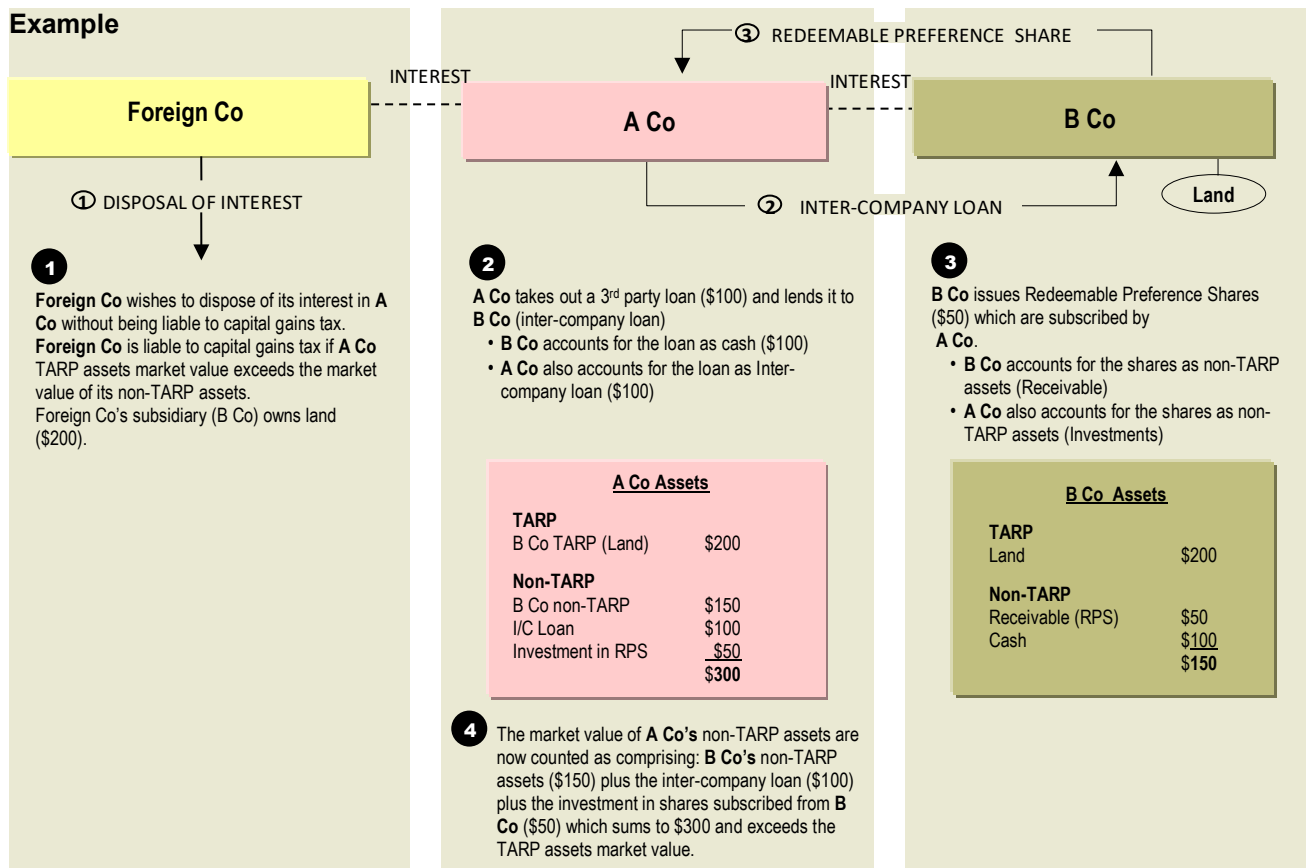 Example
③ REDEEMABLE PREFERENCE SHARE
INTEREST
INTEREST
Foreign Co
A Co
B Co
① DISPOSAL OF INTEREST
② INTER-COMPANY LOAN
Land
1
Foreign Co wishes to dispose of its interest in A
Co without being liable to capital gains tax.
Foreign Co is liable to capital gains tax if A Co
TARP assets market value exceeds the market
value of its non-TARP assets.
Foreign Co's subsidiary (B Co) owns land
($200).
2
A Co takes out a 3rd party loan ($100) and lends it to
B Co (inter-company loan)
• B Co accounts for the loan as cash ($100)
• A Co also accounts for the loan as Inter-
company loan ($100)
A Co Assets
TARP
B Co TARP (Land) $200
Non-TARP
B Co non-TARP $150
I/C Loan $100
Investment in RPS $50
$300
3
B Co issues Redeemable Preference Shares
($50) which are subscribed by
A Co.
• B Co accounts for the shares as non-TARP
assets (Receivable)
• A Co also accounts for the shares as non-
TARP assets (Investments)
B Co Assets
TARP
Land $200
Non-TARP
Receivable (RPS) $50
Cash $100
$150
4
The market value of A Co's non-TARP assets are
now counted as comprising: B Co's non-TARP
assets ($150) plus the inter-company loan ($100)
plus the investment in shares subscribed from B
Co ($50) which sums to $300 and exceeds the
TARP assets market value.